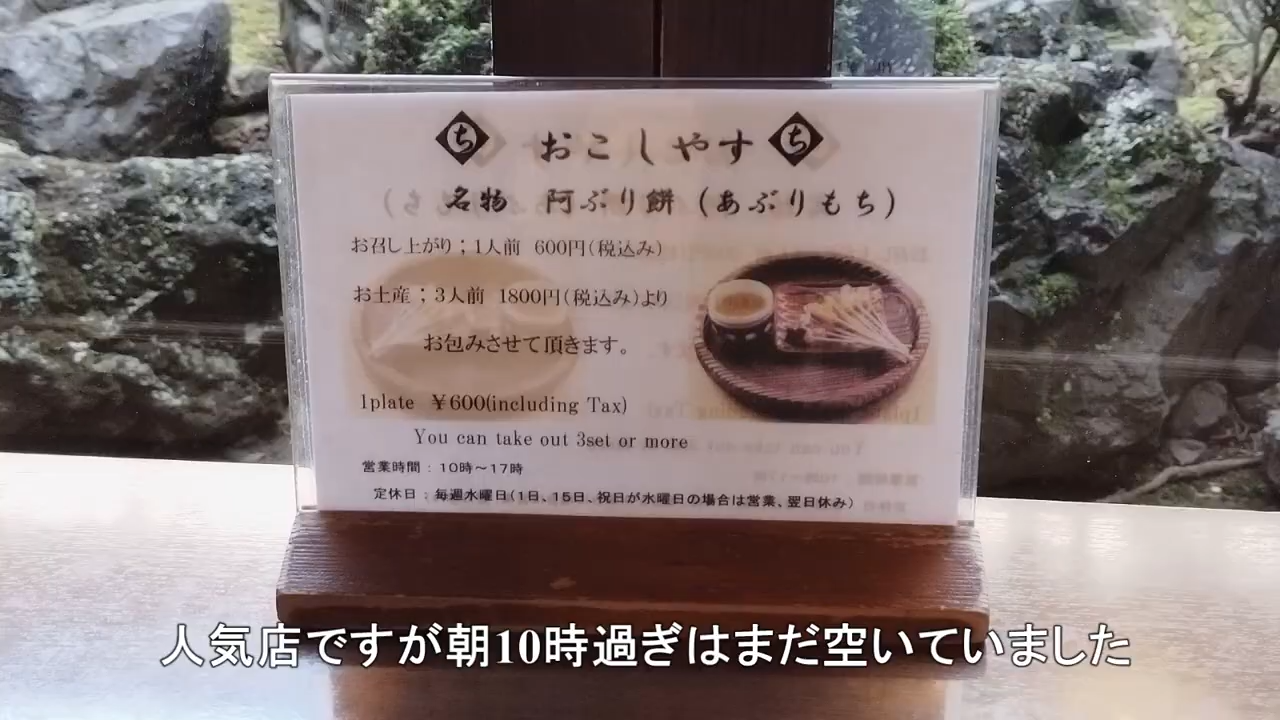 ち おこしやす ち
名物 阿ぶり餅(あぶりもち)
お召し上がり;1人前 600円(税込み)
お土産;3人前 1800円(税込み)より
お包みさせて頂きます。
1plate ¥600(including Tax)
You can take out 3set or more
営業時間:10時~17時
定休日:毎週水曜日(1日、15日、祝日が水曜日の場合は営業、翌日休み)
人気店ですが朝10時過ぎはまだ空いていました